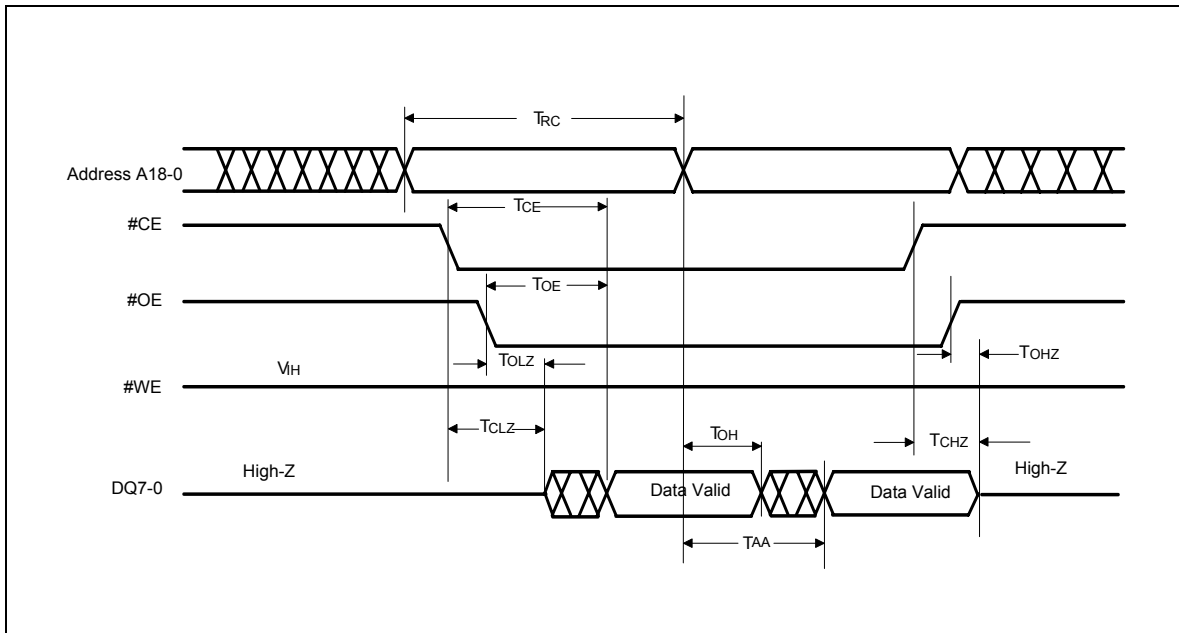 TRC
Address A18-0
TCE
#CE
TOE
#OE
TOLZ
TOHZ
VIH
#WE
TCLZ
TOH
TCHZ
High-Z
High-Z
DQ7-0
Data Valid
Data Valid
TAA